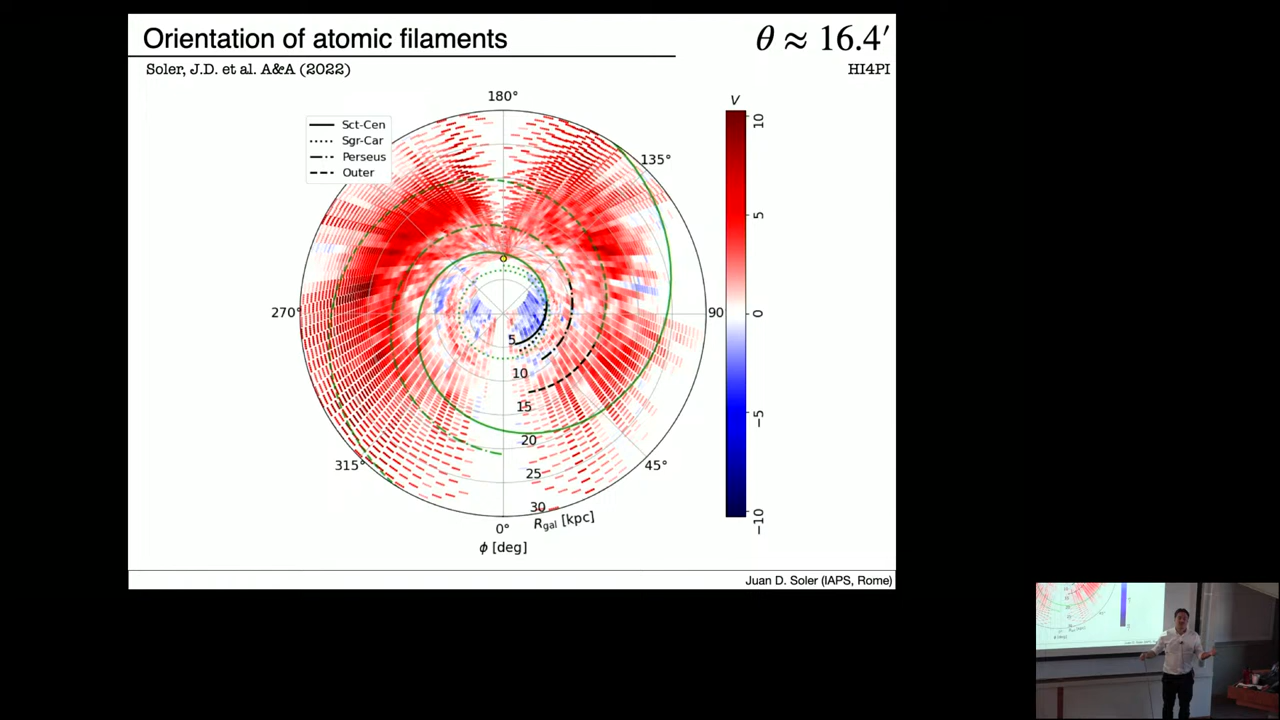 Orientation of atomic filaments
θ ≈ 16.4′
Soler, J.D. et al. A&A (2022)
HI4PI
180°
135°
90
45°
0°
315°
270°
Sct-Cen
Sgr-Car
Perseus
Outer
5
10
15
20
25
30
R_gal [kpc]
ϕ [deg]
V
10
5
0
−5
−10
Juan D. Soler (IAPS, Rome)